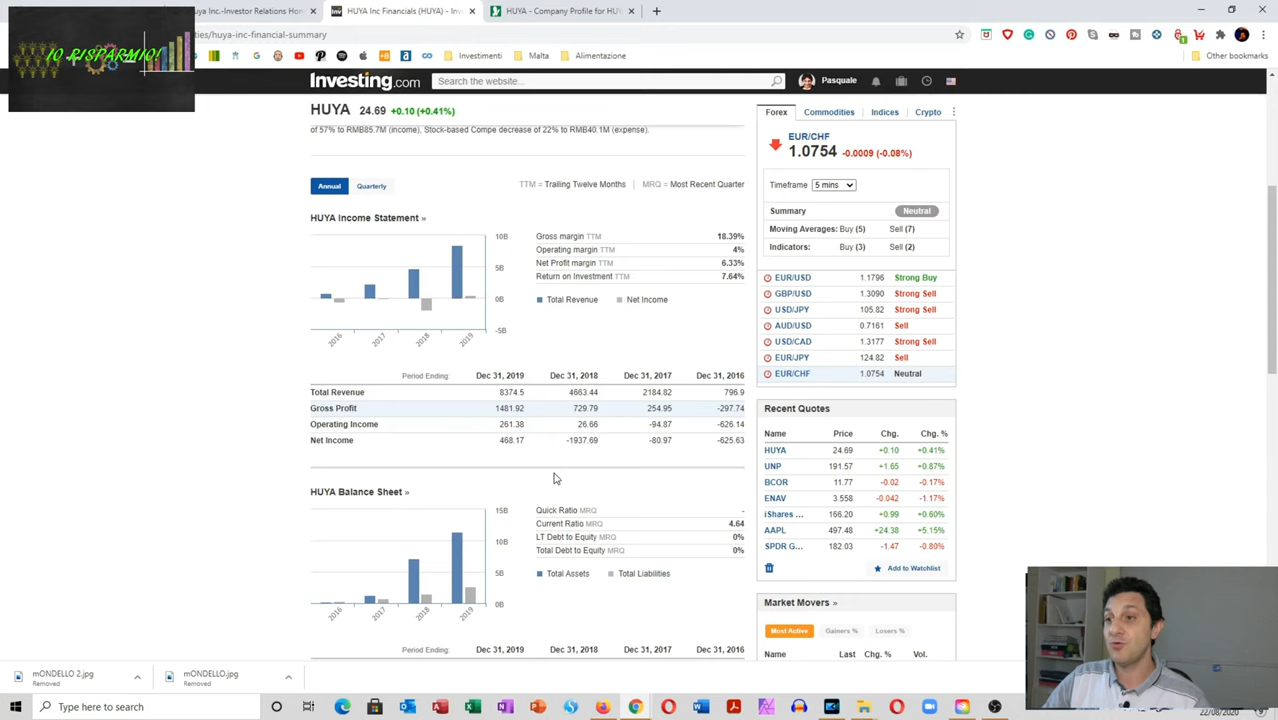 uya Inc.-Investor Relations Hon
HUYA Inc Financials (HUYA) - Inv
HUYA - Company Profile for HUY
IO RISPARMIO!
ties/huya-inc-financial-summary
Investimenti
Malta
Alimentazione
Other bookmarks
Investing.com
Search the website...
Pasquale
HUYA 24.69 +0.10 (+0.41%)
of 57% to RMB85.7M (income), Stock-based Compe decrease of 22% to RMB40.1M (expense).
Annual
Quarterly
TTM = Trailing Twelve Months | MRQ = Most Recent Quarter
HUYA Income Statement »
10B
5B
0B
-5B
2016
2017
2018
2019
Gross margin TTM 18.39%
Operating margin TTM 4%
Net Profit margin TTM 6.33%
Return on Investment TTM 7.64%
Total Revenue
Net Income
Period Ending: Dec 31, 2019 Dec 31, 2018 Dec 31, 2017 Dec 31, 2016
Total Revenue 8374.5 4663.44 2184.82 796.9
Gross Profit 1481.92 729.79 254.95 -297.74
Operating Income 261.38 26.66 -94.87 -626.14
Net Income 468.17 -1937.69 -80.97 -625.63
HUYA Balance Sheet »
15B
10B
5B
0B
2016
2017
2018
2019
Quick Ratio MRQ -
Current Ratio MRQ 4.64
LT Debt to Equity MRQ 0%
Total Debt to Equity MRQ 0%
Total Assets
Total Liabilities
Dec 31, 2019 Dec 31, 2018 Dec 31, 2017 Dec 31, 2016
Forex
Commodities
Indices
Crypto
EUR/CHF
1.0754 -0.0009 (-0.08%)
Timeframe 5 mins
Summary Neutral
Moving Averages: Buy (5) Sell (7)
Indicators: Buy (3) Sell (2)
EUR/USD 1.1796 Strong Buy
GBP/USD 1.3090 Strong Sell
USD/JPY 105.82 Strong Sell
AUD/USD 0.7161 Sell
USD/CAD 1.3177 Strong Sell
EUR/JPY 124.82 Sell
EUR/CHF 1.0754 Neutral
Recent Quotes »
Name Price Chg. Chg. %
HUYA 24.69 +0.10 +0.41%
UNP 191.57 +1.65 +0.87%
BCOR 11.77 -0.02 -0.17%
ENAV 3.558 -0.042 -1.17%
iShares ... 166.20 +0.99 +0.60%
AAPL 497.48 +24.38 +5.15%
SPDR G... 182.03 -1.47 -0.80%
Add to Watchlist
Market Movers »
Most Active
Gainers %
Losers %
Name Last Chg. % Vol.
mONDELLO 2.jpg
Removed
mONDELLO.jpg
Removed
Type here to search
22/08/2020